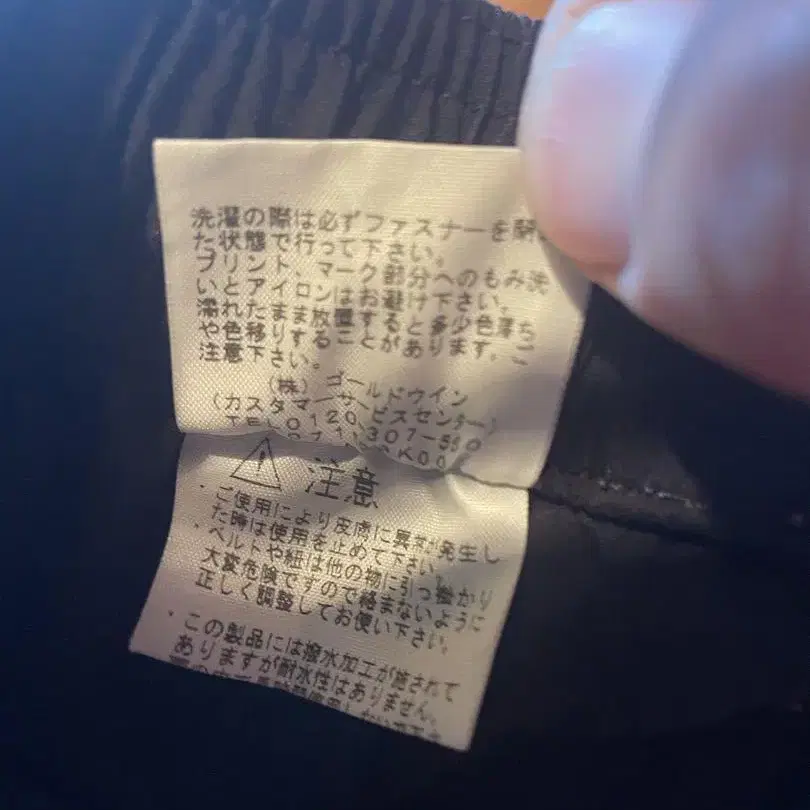 洗濯の際は必ずファスナーを閉
た状態で行って下さい。
プリント、マーク部分へのもみ洗
いとアイロンはお避け下さい。
濡れたまま放置すると多少色落ち
や色移りすることがあります。ご
注意下さい。
(株)ゴールドウイン
(カスタマーサービスセンター)
TEL0120-307-560
注意
・ご使用により皮膚に異常が発生し
た時は使用を止めて下さい。
・ベルトや紐は他の物に引っ掛かり
大変危険ですので絡まないように
正しく調整してお使い下さい。
・この製品には撥水加工が施されて
ありますが耐水性はありません。